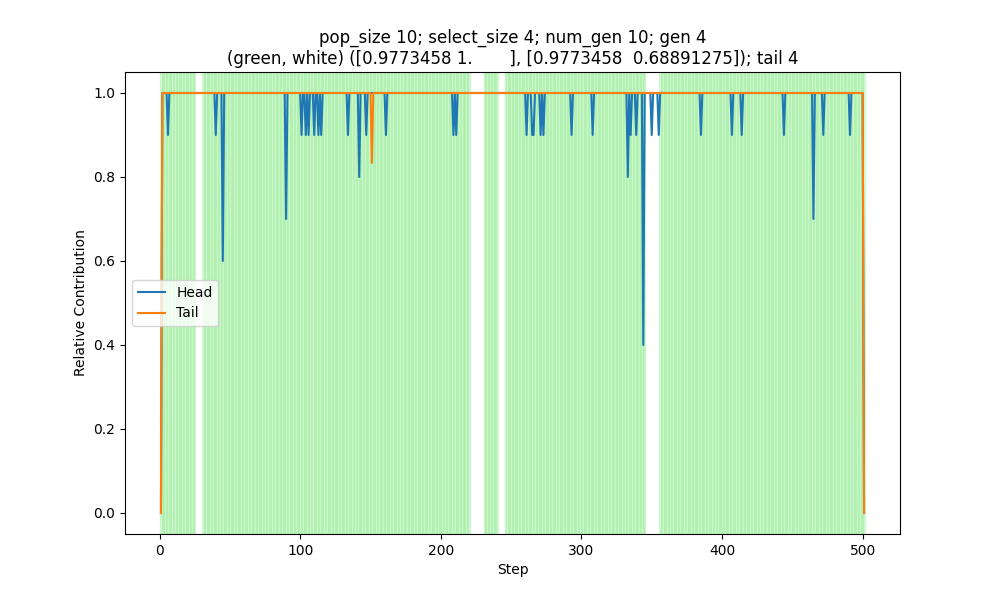 pop_size 10; select_size 4; num_gen 10; gen 4
(green, white) ([0.9773458 1.       ], [0.9773458  0.68891275]); tail 4
1.0
0.8
0.6
0.4
0.2
0.0
Relative Contribution
Head
Tail
0 100 200 300 400 500
Step